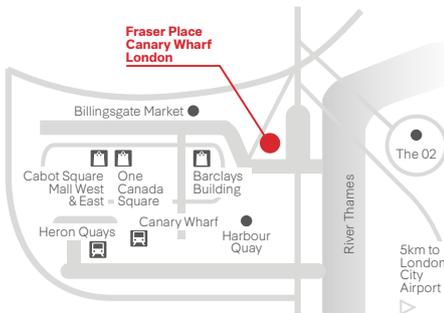 Fraser Place
Canary Wharf
London
Billingsgate Market
The 02
Cabot Square
Mall West
& East
One
Canada
Square
Barclays
Building
Canary Wharf
Heron Quays
Harbour
Quay
River Thames
5km to
London
City
Airport